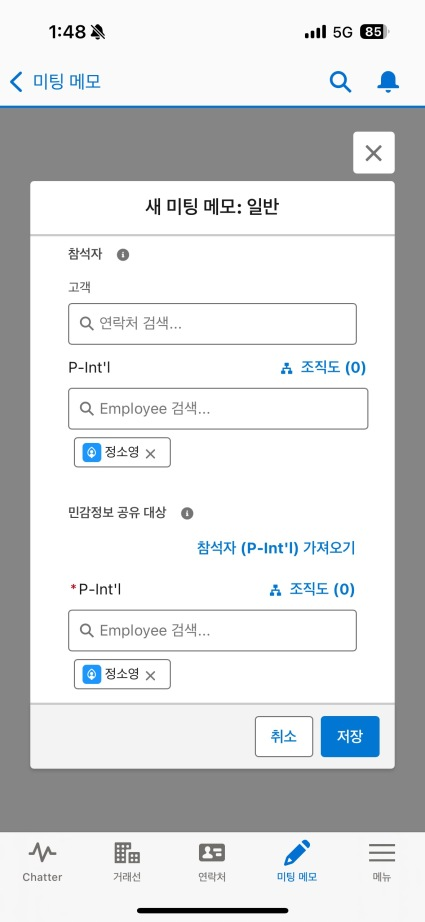 1:48
5G
85
미팅 메모
새 미팅 메모: 일반
참석자
고객
연락처 검색...
P-Int'l
조직도 (0)
Employee 검색...
정소영
민감정보 공유 대상
참석자 (P-Int'l) 가져오기
*P-Int'l
조직도 (0)
Employee 검색...
정소영
취소
저장
Chatter
거래선
연락처
미팅 메모
메뉴